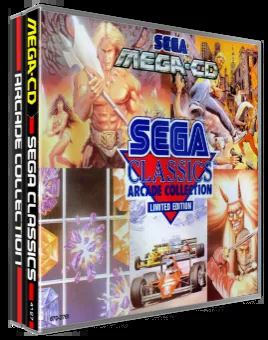 SEGA
MEGA-CD
SEGA
CLASSICS
ARCADE COLLECTION
LIMITED EDITION
MEGA-CD SEGA CLASSICS
ARCADE COLLECTION